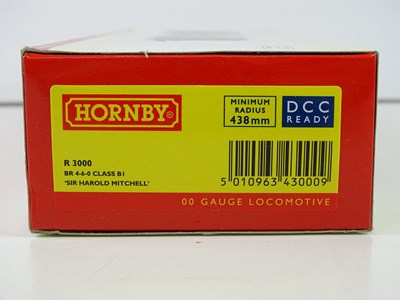 HORNBY
MINIMUM
RADIUS
438mm
DCC
READY
R 3000
BR 4-6-0 CLASS B1
'SIR HAROLD MITCHELL'
5 010963 430009
00 GAUGE LOCOMOTIVE